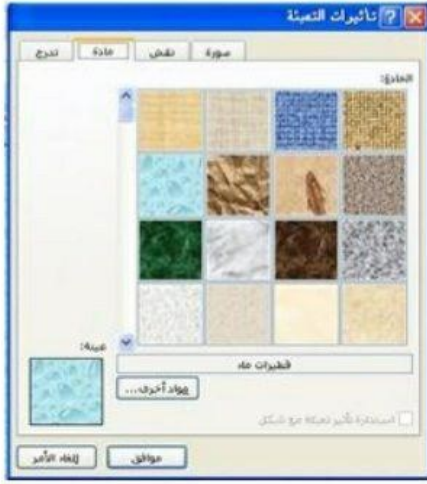 تأثيرات التعبئة
تدرج مادة نقش صورة
المادة:
عينة:
قطيرات ماء
مواد أخرى...
استدارة تأثير تعبئة مع شكل
موافق
إلغاء الأمر